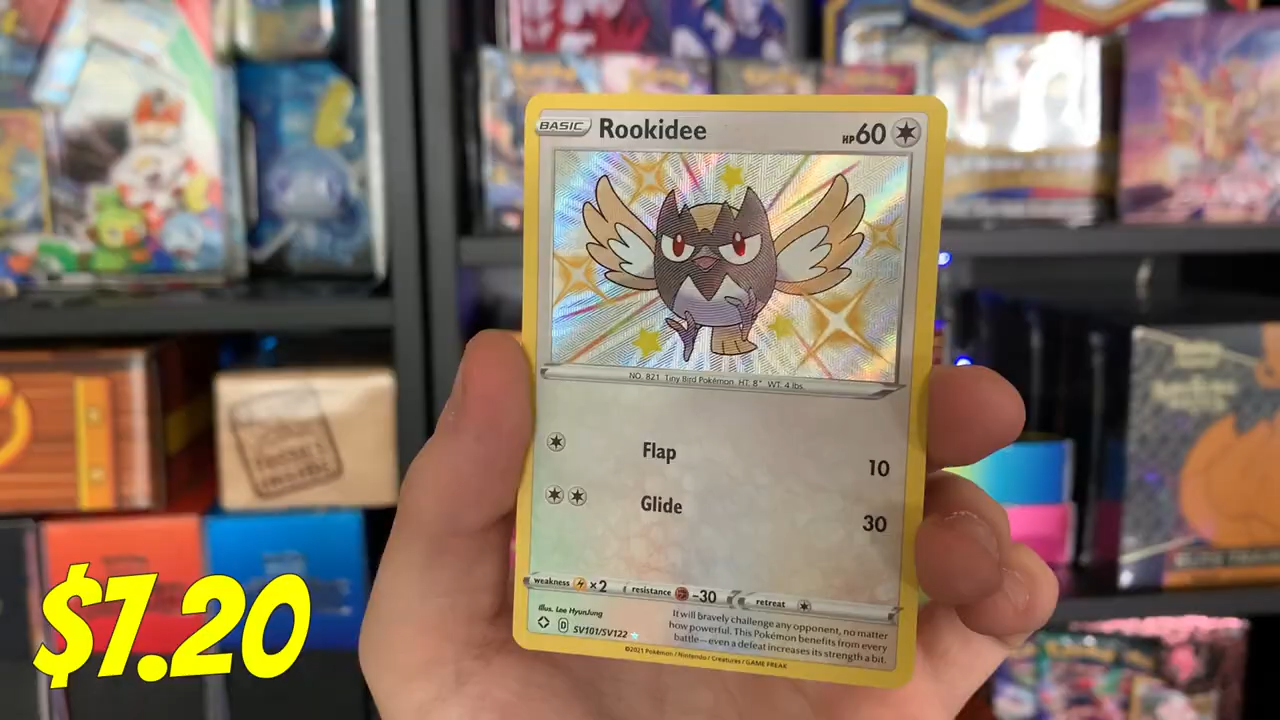 BASIC Rookidee HP 60
NO. 821 Tiny Bird Pokémon HT: 8" WT: 4 lbs.
Flap 10
Glide 30
weakness ×2 resistance -30 retreat
Illus. Lee HyunJung
D SV101/SV122
It will bravely challenge any opponent, no matter
how powerful. This Pokémon benefits from every
battle—even a defeat increases its strength a bit.
©2021 Pokémon / Nintendo / Creatures / GAME FREAK
$7.20